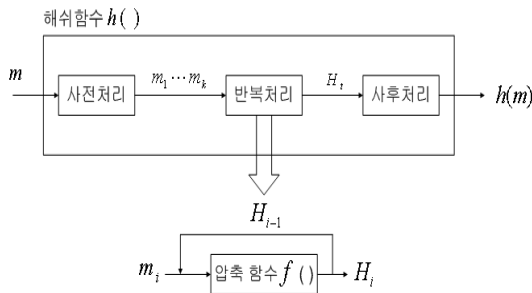 해쉬함수 h( )
m
사전처리
m₁ ⋯ mₖ
반복처리
Hₜ
사후처리
h(m)
Hᵢ₋₁
mᵢ
압축 함수 f ( )
Hᵢ